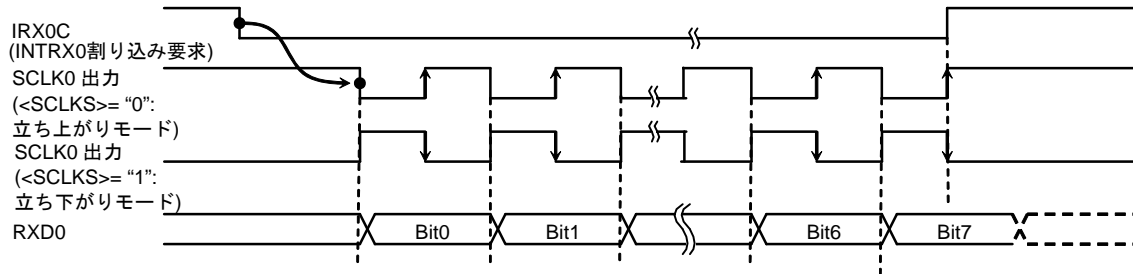 IRX0C
(INTRX0割り込み要求)
SCLK0 出力
(<SCLKS>= “0”:
立ち上がりモード)
SCLK0 出力
(<SCLKS>= “1”:
立ち下がりモード)
RXD0
Bit0
Bit1
Bit6
Bit7